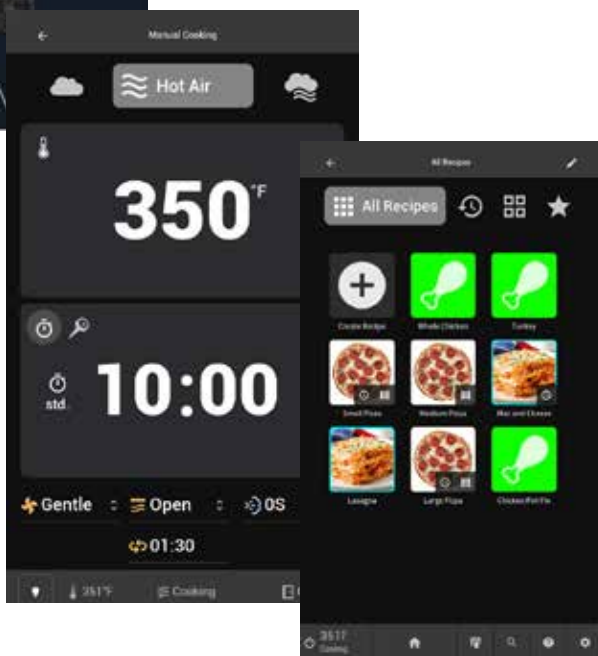 Manual Cooking
Hot Air
350°F
std.
10:00
Gentle
Open
0S
01:30
351°F
Cooking
All Recipes
All Recipes
Create Recipe
Whole Chicken
Turkey
Small Pizza
Medium Pizza
Mac and Cheese
Lasagna
Large Pizza
Chicken Pot Pie